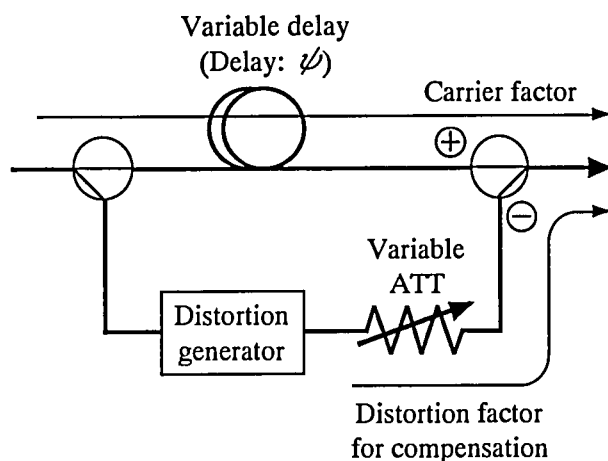 Variable delay
(Delay: ψ)
Carrier factor
+
−
Variable
ATT
Distortion
generator
Distortion factor
for compensation